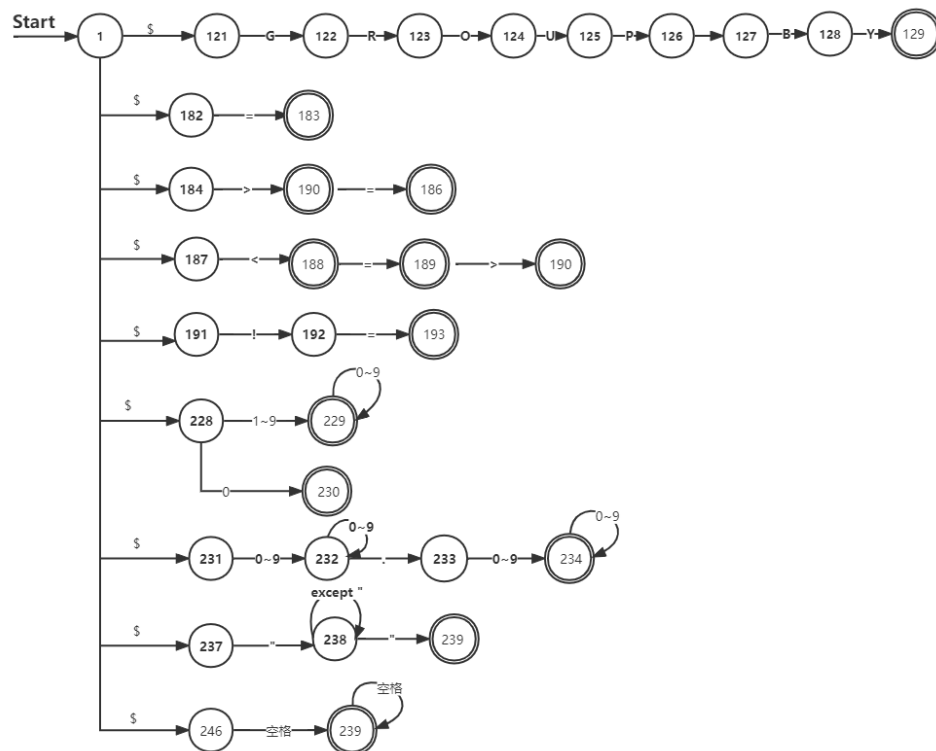 Start
1 $ 121 G 122 R 123 O 124 U 125 P 126 127 B 128 Y 129
$ 182 = 183
$ 184 > 190 = 186
$ 187 < 188 = 189 > 190
$ 191 ! 192 = 193
0~9
$ 228 1~9 229
0 230
0~9 0~9
$ 231 0~9 232 . 233 0~9 234
except "
$ 237 " 238 " 239
空格
$ 246 空格 239